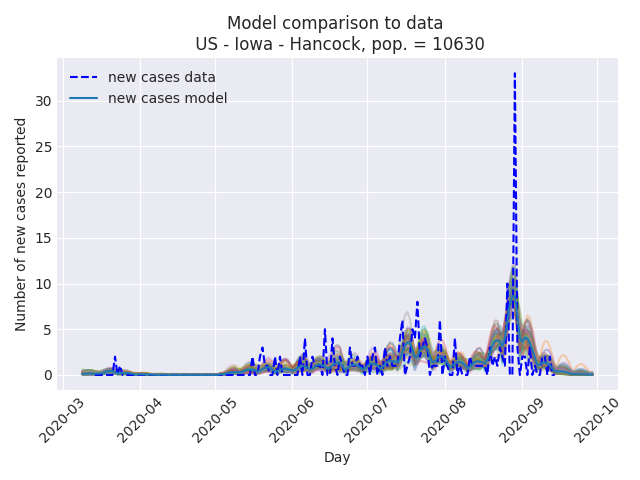 Model comparison to data
US - Iowa - Hancock, pop. = 10630
new cases data
new cases model
Number of new cases reported
30
25
20
15
10
5
0
2020-03
2020-04
2020-05
2020-06
2020-07
2020-08
2020-09
2020-10
Day